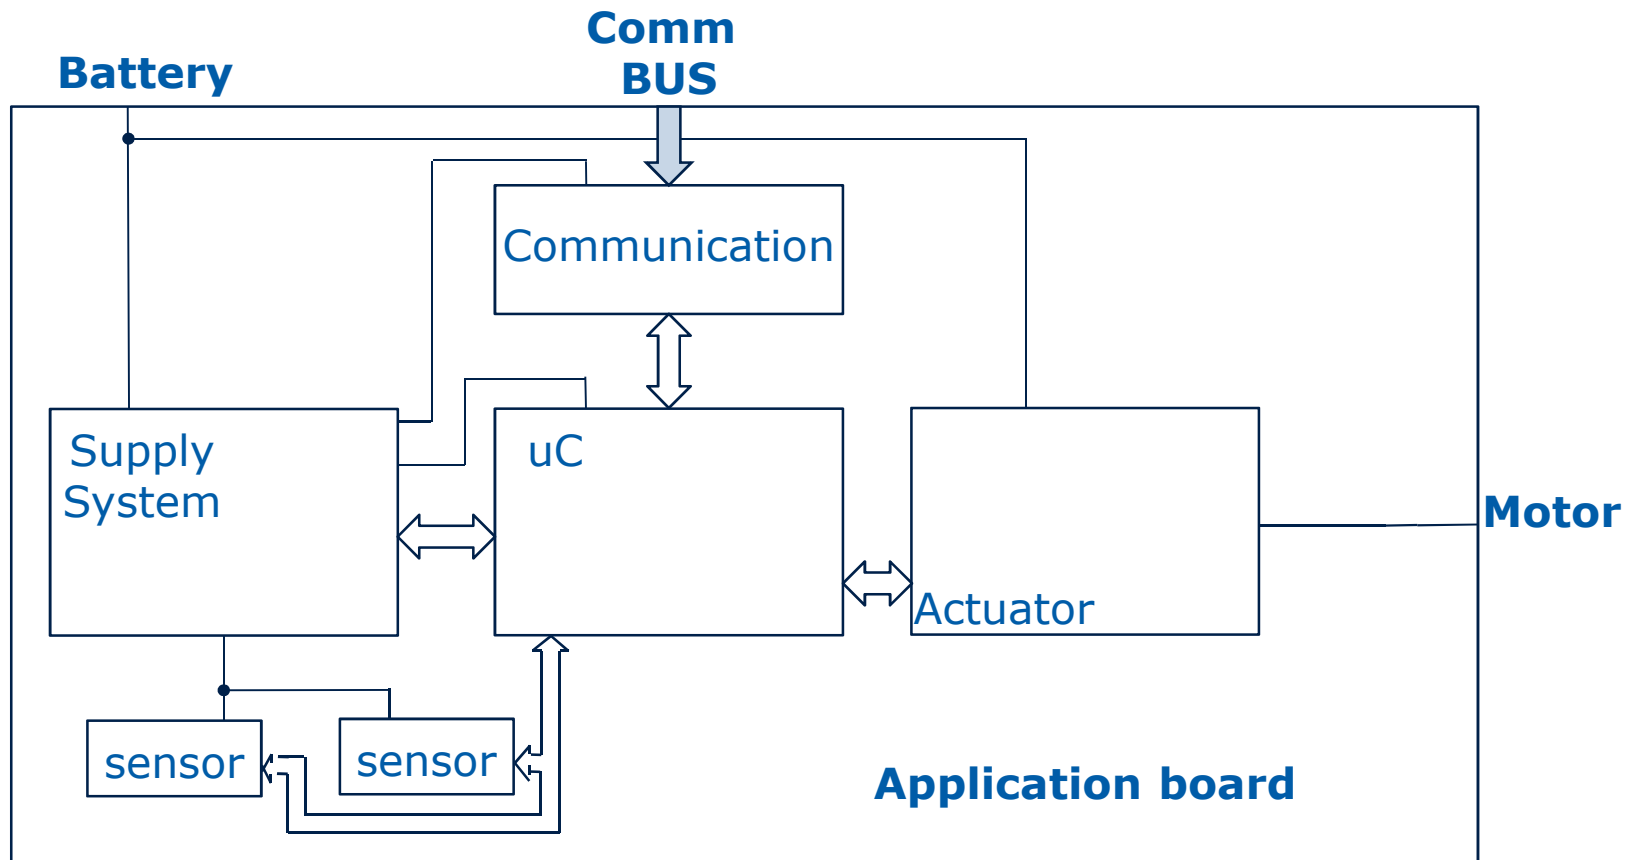 Comm
BUS
Battery
Communication
Supply
System
uC
Motor
Actuator
sensor
sensor
Application board